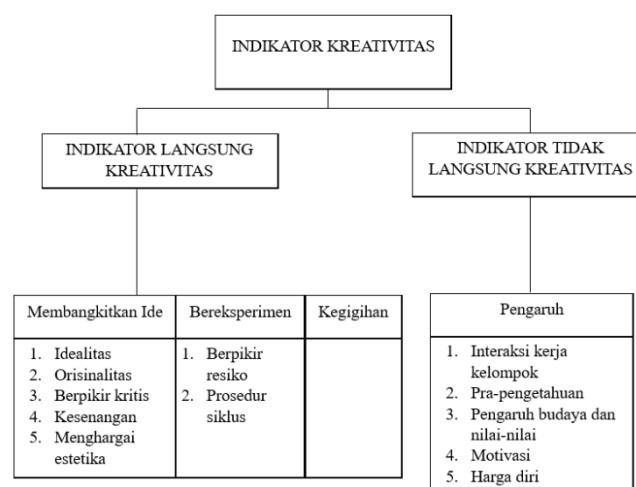 INDIKATOR KREATIVITAS
INDIKATOR LANGSUNG
KREATIVITAS
INDIKATOR TIDAK
LANGSUNG KREATIVITAS
Membangkitkan Ide
1. Idealitas
2. Orisinalitas
3. Berpikir kritis
4. Kesenangan
5. Menghargai
estetika
Bereksperimen
1. Berpikir
resiko
2. Prosedur
siklus
Kegigihan
Pengaruh
1. Interaksi kerja
kelompok
2. Pra-pengetahuan
3. Pengaruh budaya dan
nilai-nilai
4. Motivasi
5. Harga diri